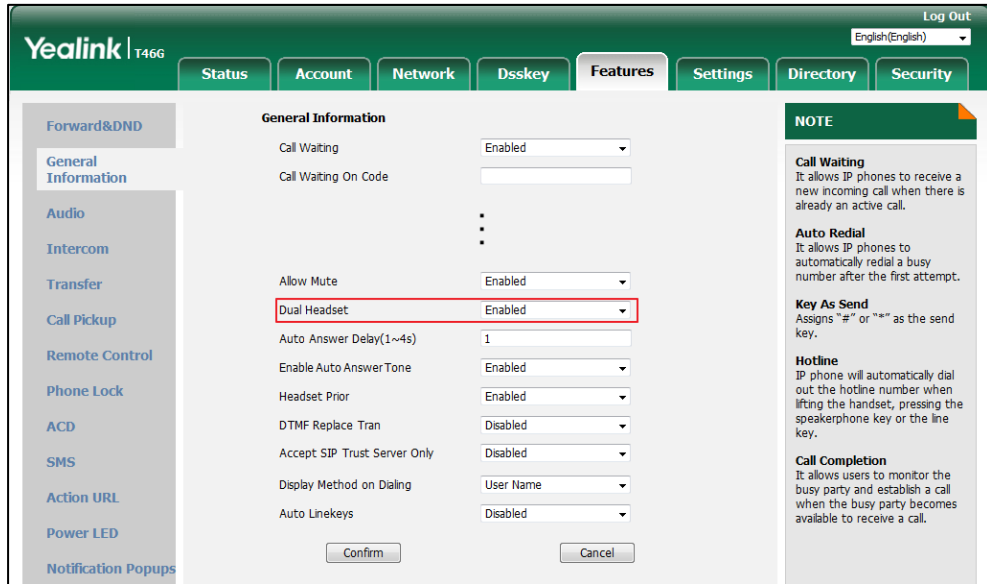 Log Out
English(English)
Yealink T46G
Status Account Network Dsskey Features Settings Directory Security
Forward&DND
General
Information
Audio
Intercom
Transfer
Call Pickup
Remote Control
Phone Lock
ACD
SMS
Action URL
Power LED
Notification Popups
General Information
Call Waiting Enabled
Call Waiting On Code
Allow Mute Enabled
Dual Headset Enabled
Auto Answer Delay(1~4s) 1
Enable Auto Answer Tone Enabled
Headset Prior Enabled
DTMF Replace Tran Disabled
Accept SIP Trust Server Only Disabled
Display Method on Dialing User Name
Auto Linekeys Disabled
Confirm Cancel
NOTE
Call Waiting
It allows IP phones to receive a
new incoming call when there is
already an active call.
Auto Redial
It allows IP phones to
automatically redial a busy
number after the first attempt.
Key As Send
Assigns "#" or "*" as the send
key.
Hotline
IP phone will automatically dial
out the hotline number when
lifting the handset, pressing the
speakerphone key or the line
key.
Call Completion
It allows users to monitor the
busy party and establish a call
when the busy party becomes
available to receive a call.